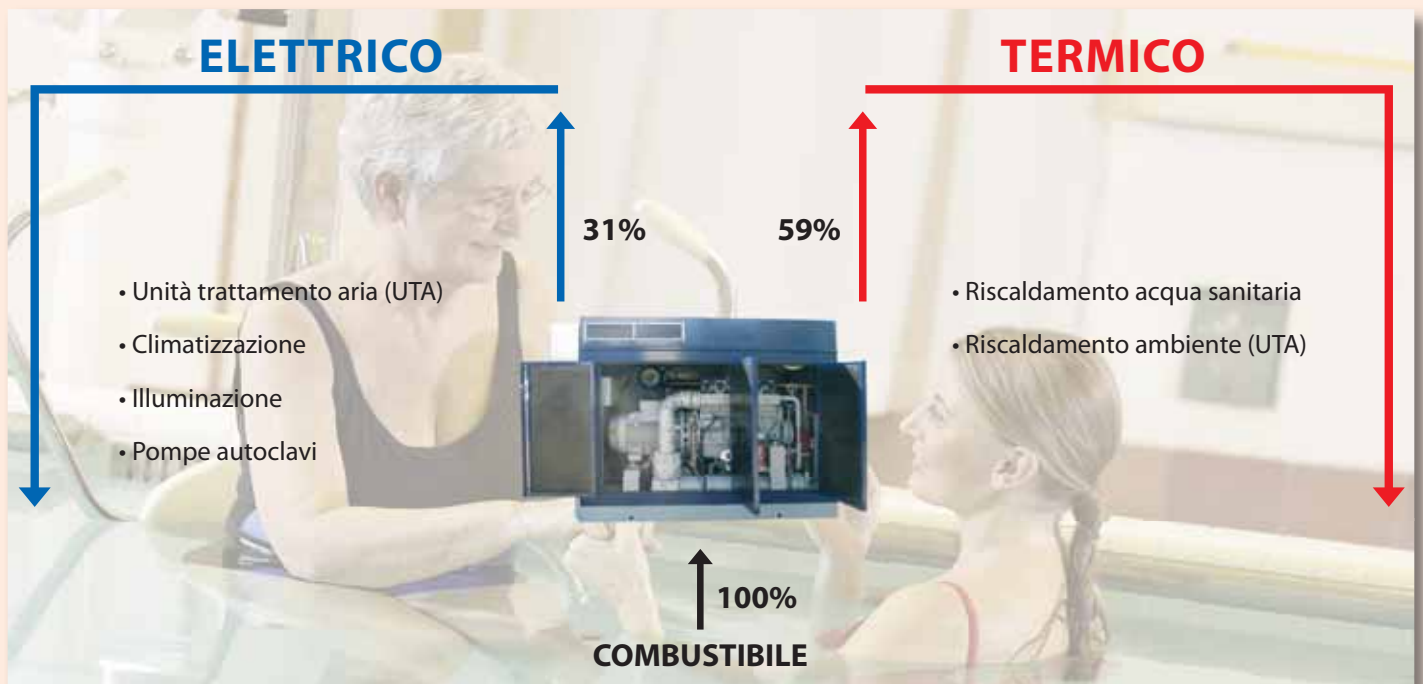 ELETTRICO
TERMICO
31%
59%
• Unità trattamento aria (UTA)
• Climatizzazione
• Illuminazione
• Pompe autoclavi
• Riscaldamento acqua sanitaria
• Riscaldamento ambiente (UTA)
100%
COMBUSTIBILE